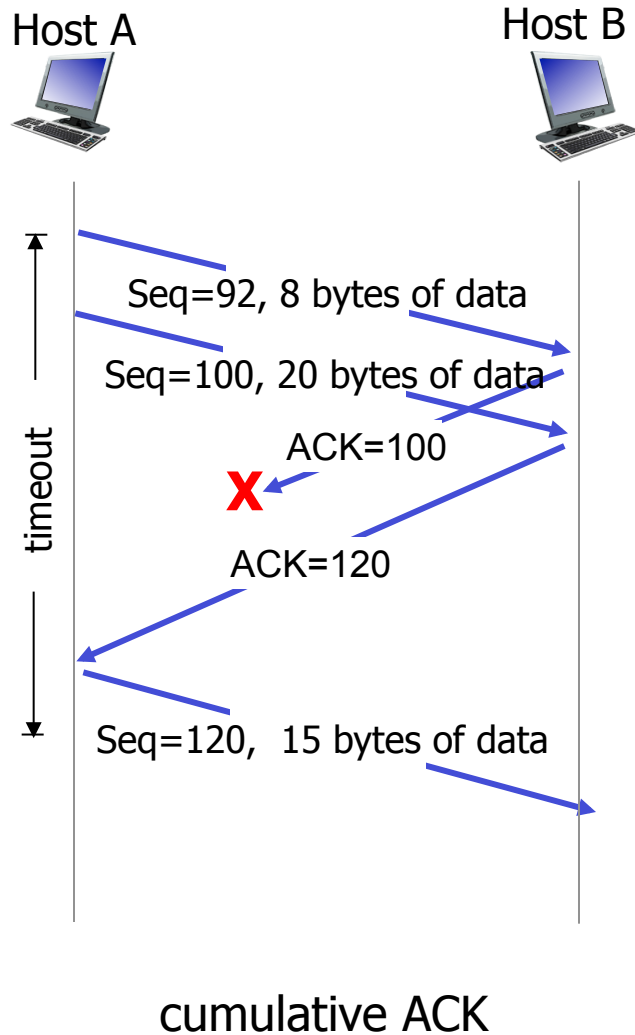 Host A
Host B
Seq=92, 8 bytes of data
Seq=100, 20 bytes of data
ACK=100
X
timeout
ACK=120
Seq=120, 15 bytes of data
cumulative ACK